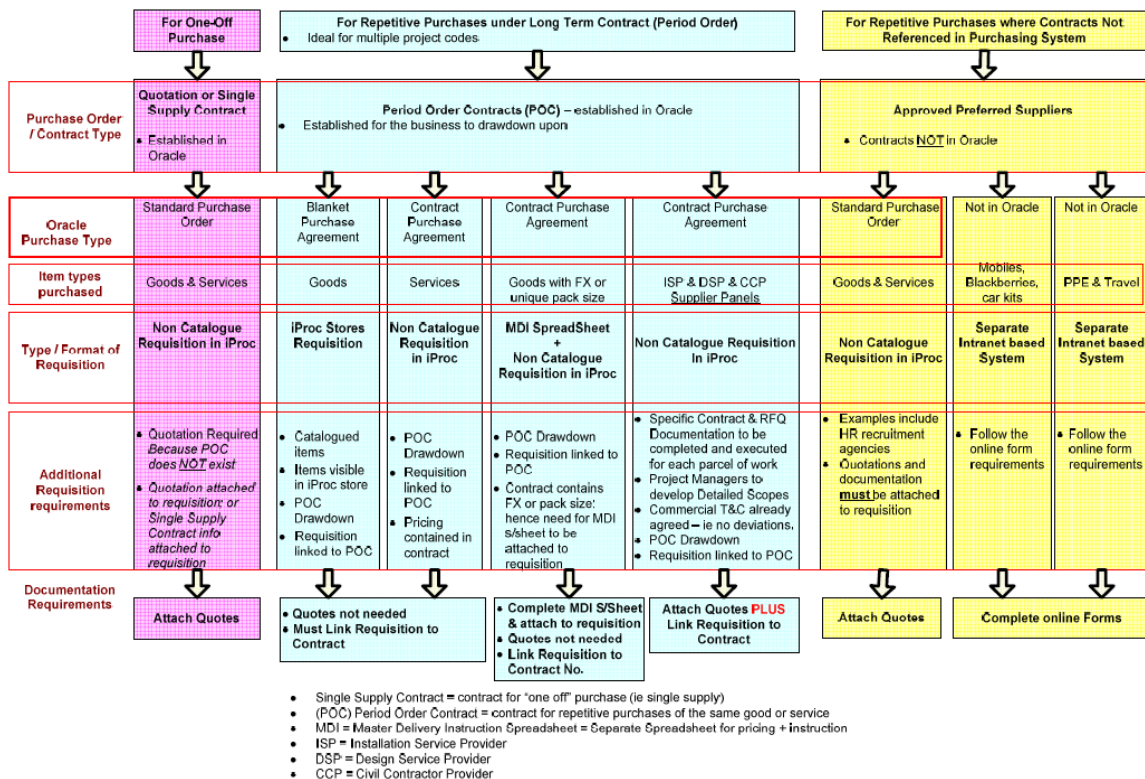 For One-Off
Purchase
For Repetitive Purchases under Long Term Contract (Period Order)
• Ideal for multiple project codes
For Repetitive Purchases where Contracts Not
Referenced in Purchasing System
Purchase Order
/ Contract Type
Quotation or Single
Supply Contract
• Established in
Oracle
Period Order Contracts (POC) – established in Oracle
• Established for the business to drawdown upon
Approved Preferred Suppliers
• Contracts NOT in Oracle
Oracle
Purchase Type
Standard Purchase
Order
Blanket
Purchase
Agreement
Contract
Purchase
Agreement
Contract Purchase
Agreement
Contract Purchase
Agreement
Standard Purchase
Order
Not in Oracle
Not in Oracle
Item types
purchased
Goods & Services
Goods
Services
Goods with FX or
unique pack size
ISP & DSP & CCP
Supplier Panels
Goods & Services
Mobiles,
Blackberries,
car kits
PPE & Travel
Type / Format of
Requisition
Non Catalogue
Requisition in iProc
iProc Stores
Requisition
Non Catalogue
Requisition
in iProc
MDI SpreadSheet
+
Non Catalogue
Requisition in iProc
Non Catalogue Requisition
In iProc
Non Catalogue
Requisition in iProc
Separate
Intranet based
System
Separate
Intranet based
System
Additional
Requisition
requirements
• Quotation Required
Because POC
does NOT exist
• Quotation attached
to requisition; or
Single Supply
Contract info
attached to
requisition
• Catalogued
items
• Items visible
in iProc store
• POC
Drawdown
• Requisition
linked to POC
• POC
Drawdown
• Requisition
linked to POC
• Pricing
contained in
contract
• POC Drawdown
• Requisition linked to
POC
• Contract contains
FX or pack size:
hence need for MDI
s/sheet to be
attached to
requisition
• Specific Contract & RFQ
Documentation to be
completed and executed
for each parcel of work
• Project Managers to
develop Detailed Scopes
• Commercial T&C already
agreed – ie no deviations.
• POC Drawdown
• Requisition linked to POC
• Examples include
HR recruitment
agencies
• Quotations and
documentation
must be attached
to requisition
• Follow the
online form
requirements
• Follow the
online form
requirements
Documentation
Requirements
Attach Quotes
• Quotes not needed
• Must Link Requisition to
Contract
• Complete MDI S/Sheet
& attach to requisition
• Quotes not needed
• Link Requisition to
Contract No.
Attach Quotes PLUS
Link Requisition to
Contract
Attach Quotes
Complete online Forms
• Single Supply Contract = contract for "one off" purchase (ie single supply)
• (POC) Period Order Contract = contract for repetitive purchases of the same good or service
• MDI = Master Delivery Instruction Spreadsheet = Separate Spreadsheet for pricing + instruction
• ISP = Installation Service Provider
• DSP = Design Service Provider
• CCP = Civil Contractor Provider